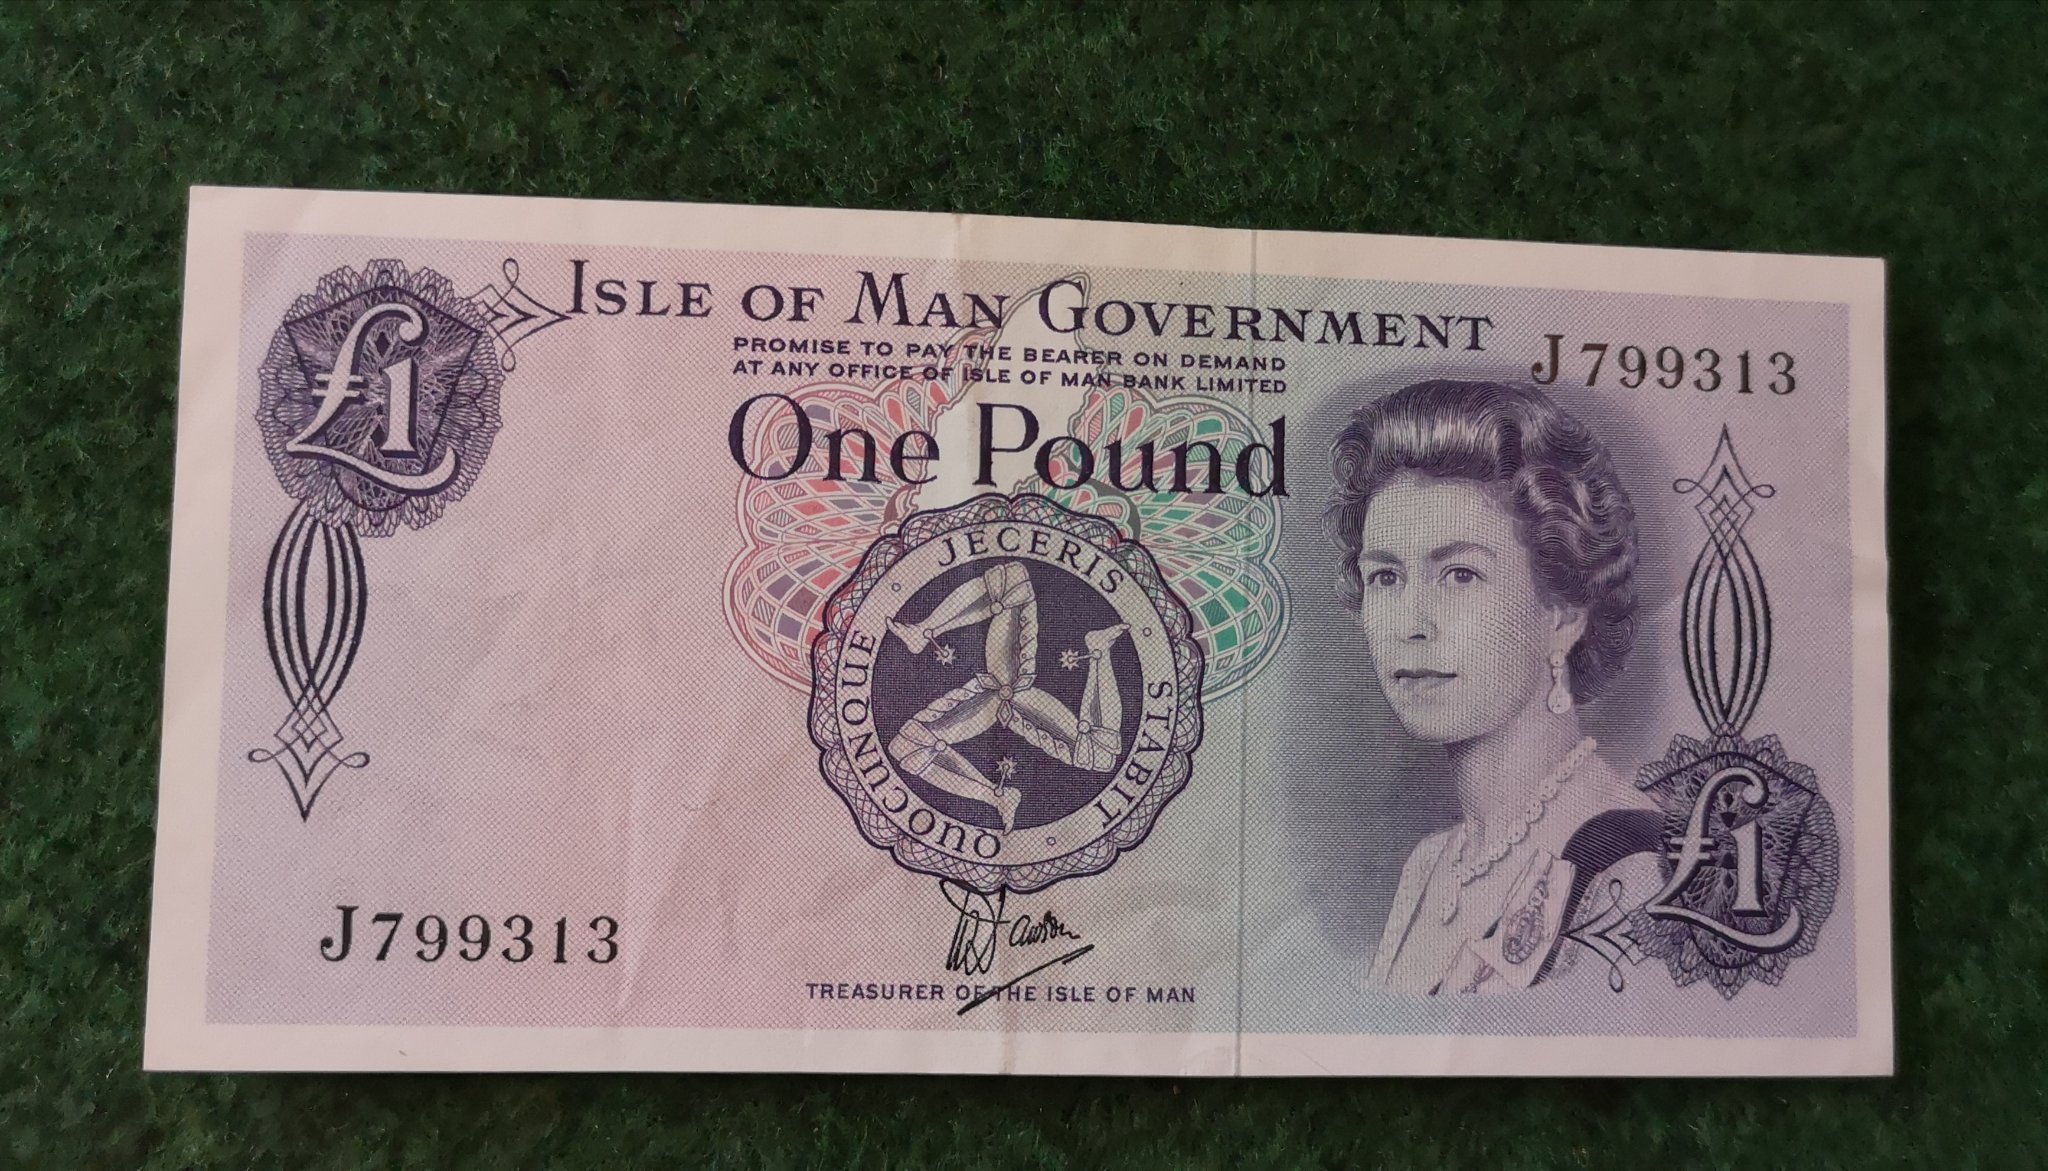 £1
ISLE OF MAN GOVERNMENT
PROMISE TO PAY THE BEARER ON DEMAND
AT ANY OFFICE OF ISLE OF MAN BANK LIMITED
J799313
One Pound
QUOCUNQUE JECERIS STABIT
£1
J799313
TREASURER OF THE ISLE OF MAN